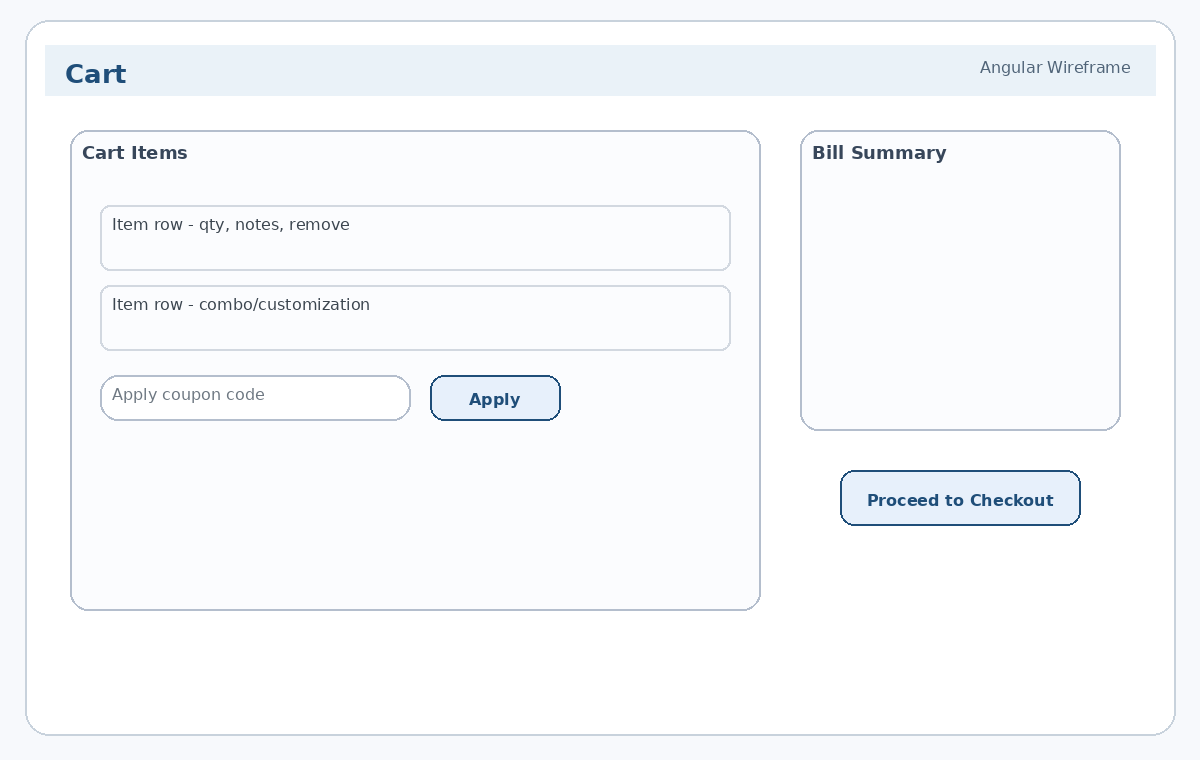 Cart
Angular Wireframe
Cart Items
Item row - qty, notes, remove
Item row - combo/customization
Apply coupon code
Apply
Bill Summary
Proceed to Checkout